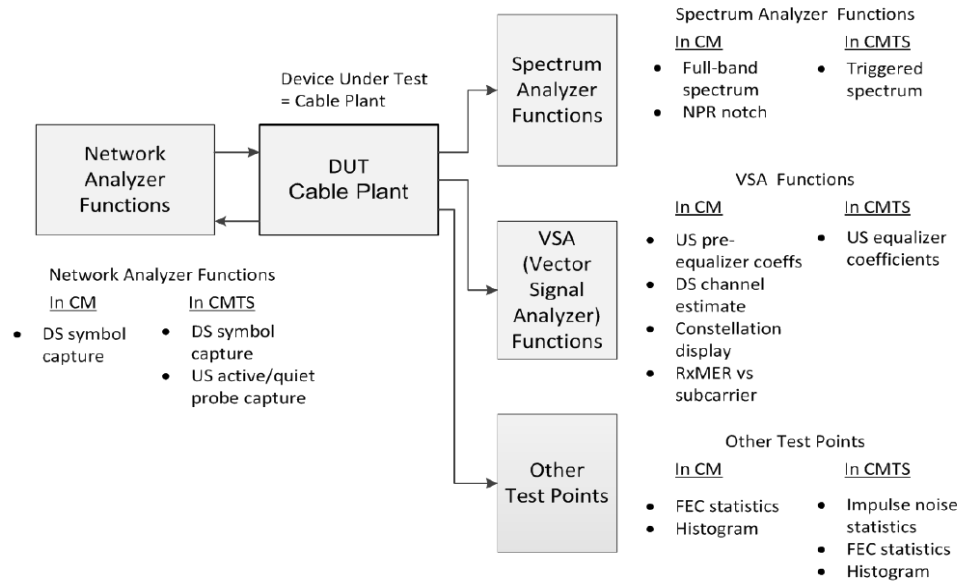 Spectrum Analyzer Functions
In CM
In CMTS
• Full-band
spectrum
• NPR notch
• Triggered
spectrum
Spectrum
Analyzer
Functions
Device Under Test
= Cable Plant
Network
Analyzer
Functions
DUT
Cable Plant
VSA Functions
In CM
In CMTS
• US pre-
equalizer coeffs
• DS channel
estimate
• Constellation
display
• RxMER vs
subcarrier
• US equalizer
coefficients
VSA
(Vector
Signal
Analyzer)
Functions
Network Analyzer Functions
In CM
In CMTS
• DS symbol
capture
• DS symbol
capture
• US active/quiet
probe capture
Other
Test Points
Other Test Points
In CM
In CMTS
• FEC statistics
• Histogram
• Impulse noise
statistics
• FEC statistics
• Histogram